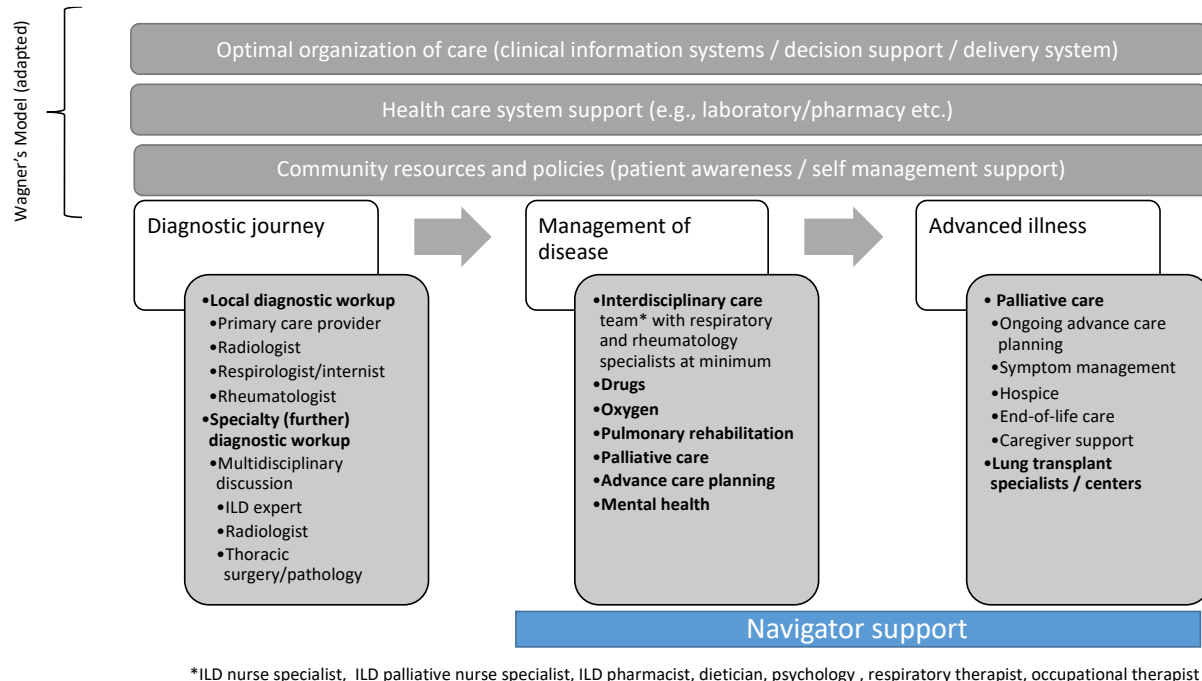 Wagner's Model (adapted)
Optimal organization of care (clinical information systems / decision support / delivery system)
Health care system support (e.g., laboratory/pharmacy etc.)
Community resources and policies (patient awareness / self management support)
Diagnostic journey
•Local diagnostic workup
•Primary care provider
•Radiologist
•Respirologist/internist
•Rheumatologist
•Specialty (further)
diagnostic workup
•Multidisciplinary
discussion
•ILD expert
•Radiologist
•Thoracic
surgery/pathology
Management of
disease
•Interdisciplinary care
team* with respiratory
and rheumatology
specialists at minimum
•Drugs
•Oxygen
•Pulmonary rehabilitation
•Palliative care
•Advance care planning
•Mental health
Advanced illness
• Palliative care
•Ongoing advance care
planning
•Symptom management
•Hospice
•End-of-life care
•Caregiver support
•Lung transplant
specialists / centers
Navigator support
*ILD nurse specialist, ILD palliative nurse specialist, ILD pharmacist, dietician, psychology , respiratory therapist, occupational therapist